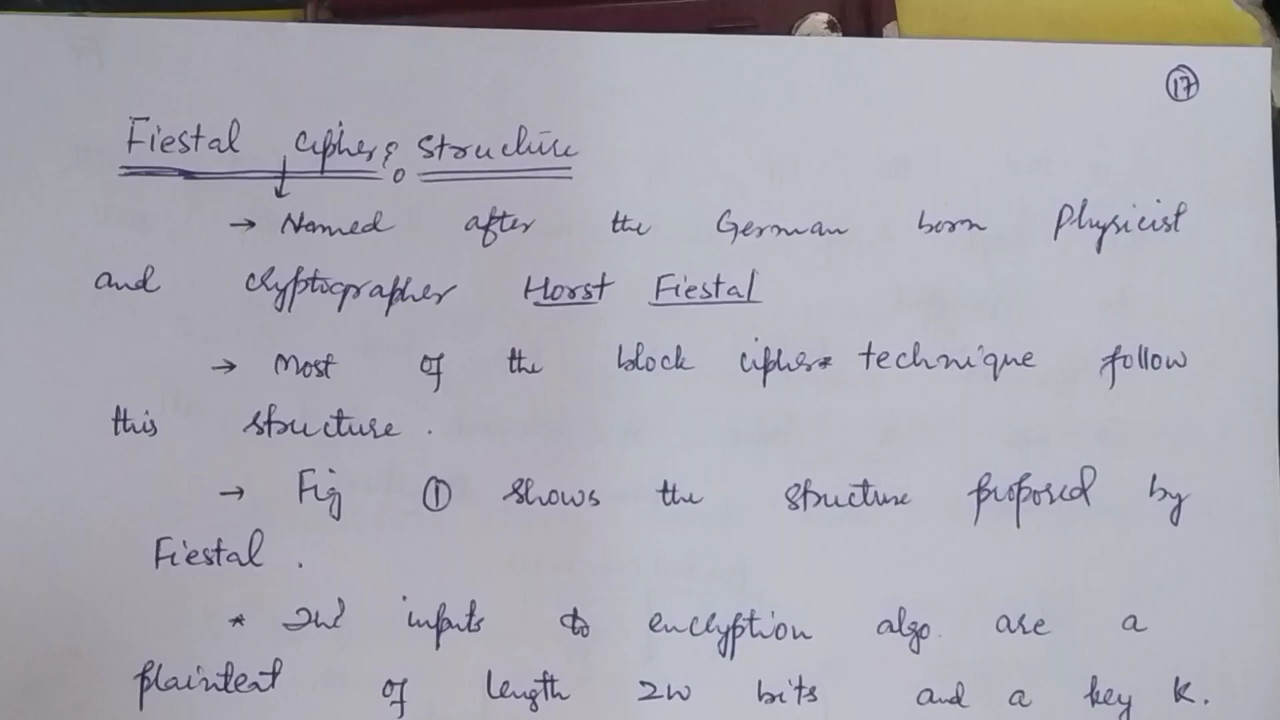 17
Fiestal cipher structure
→ Named after the German born Physicist
and cryptographer Horst Fiestal
→ Most of the block cipher technique follow
this structure.
→ Fig ① shows the structure proposed by
Fiestal.
* inputs to encryption algo. are a
plaintext of length 2w bits and a key K.